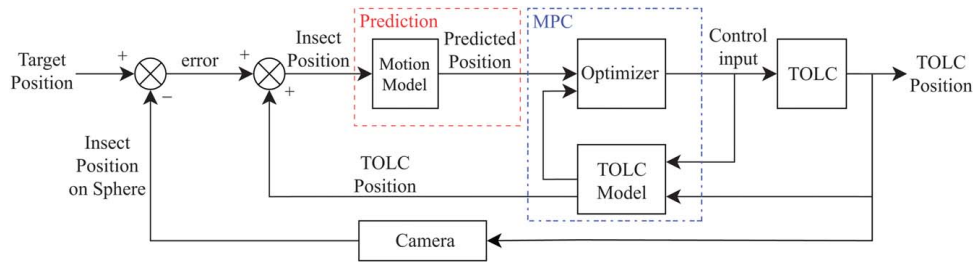 Prediction
MPC
Target
Position
+
−
error
+
+
Insect
Position
Motion
Model
Predicted
Position
Optimizer
Control
input
TOLC
TOLC
Position
Insect
Position
on Sphere
TOLC
Position
TOLC
Model
Camera